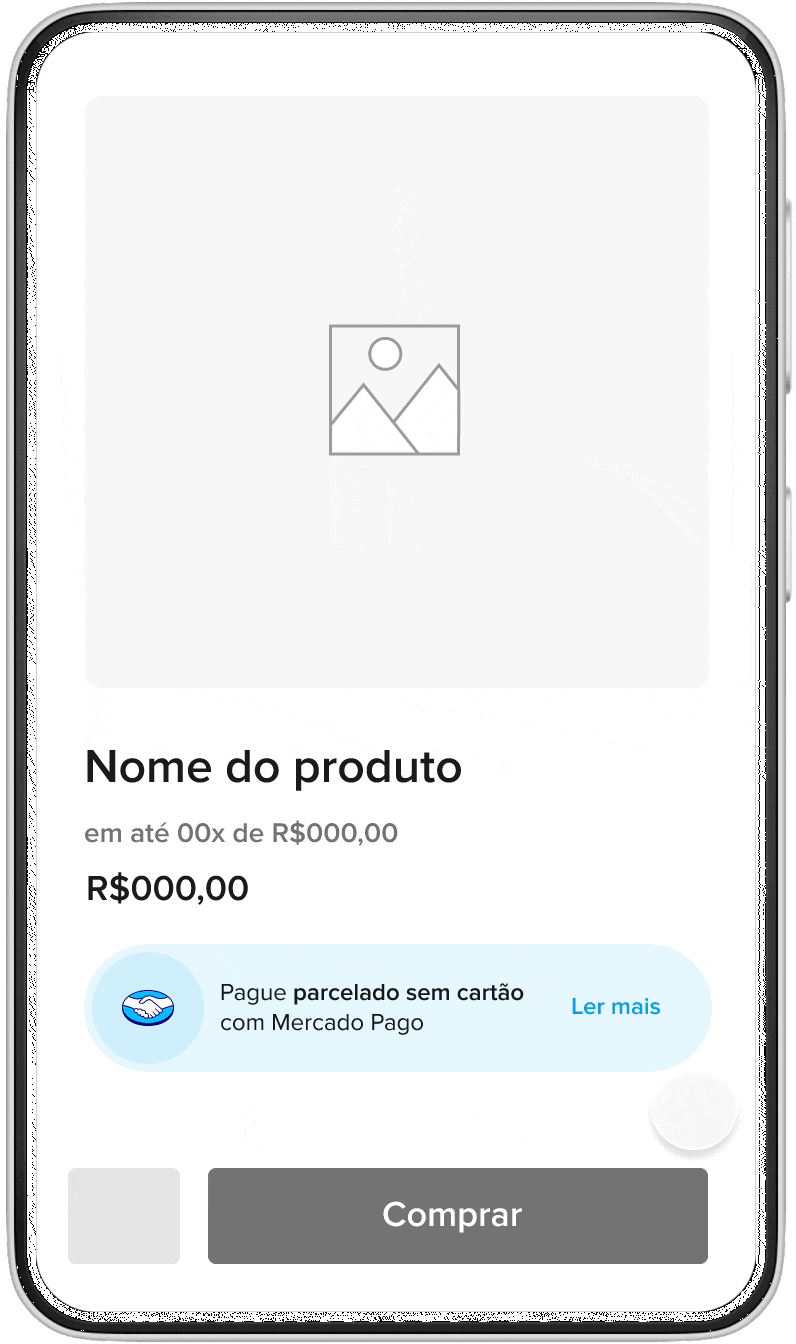 Nome do produto
em até 00x de R$000,00
R$000,00
Pague parcelado sem cartão
com Mercado Pago
Ler mais
Comprar